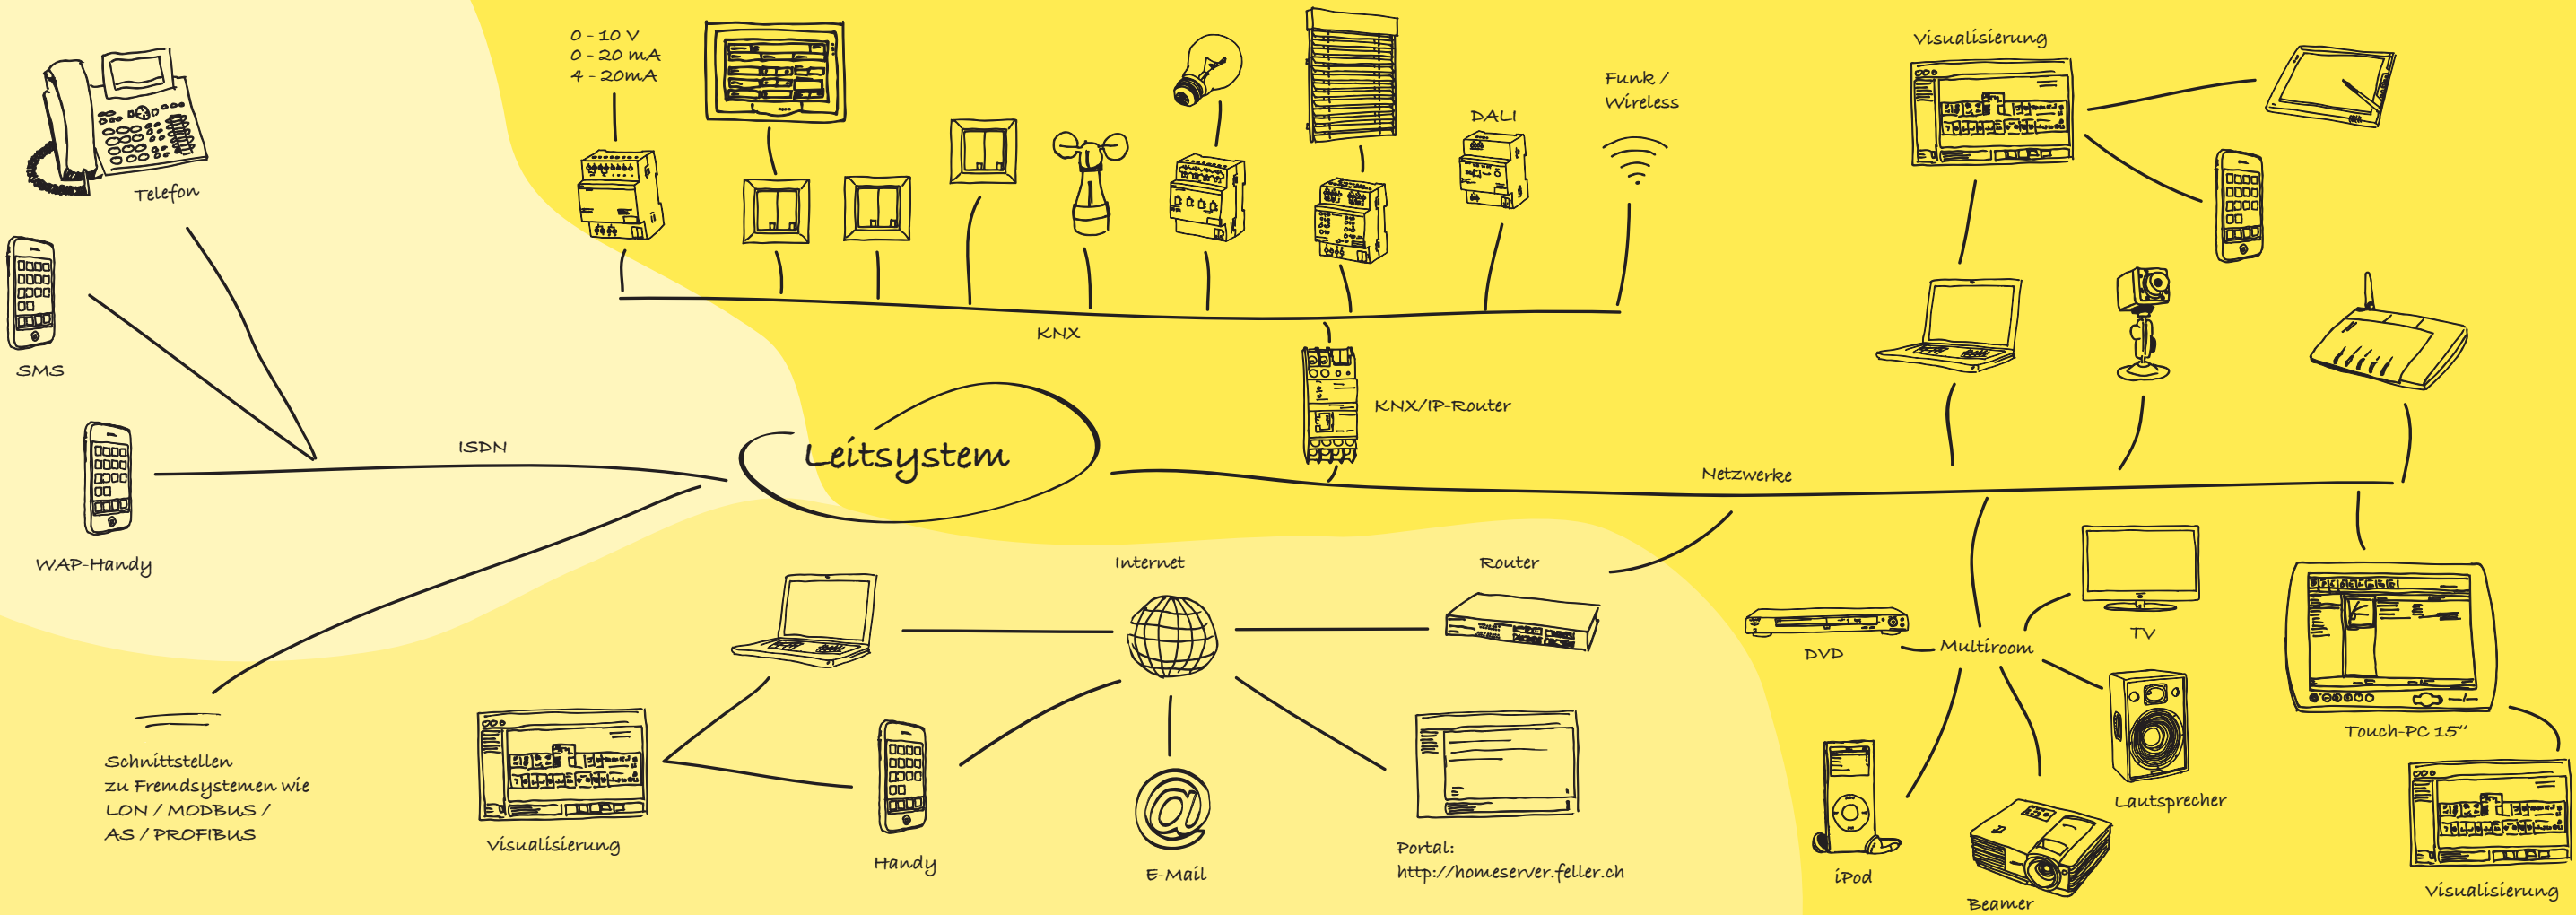 Telefon
SMS
WAP-Handy
ISDN
0 - 10 V
0 - 20 mA
4 - 20mA
DALI
Funk /
Wireless
KNX
KNX/IP-Router
Leitsystem
Netzwerke
Visualisierung
Schnittstellen
zu Fremdsystemen wie
LON / MODBUS /
AS / PROFIBUS
Internet
Router
Visualisierung
Handy
@
E-Mail
Portal:
http://homeserver.feller.ch
DVD
Multiroom
TV
Lautsprecher
iPod
Beamer
Touch-PC 15“
Visualisierung